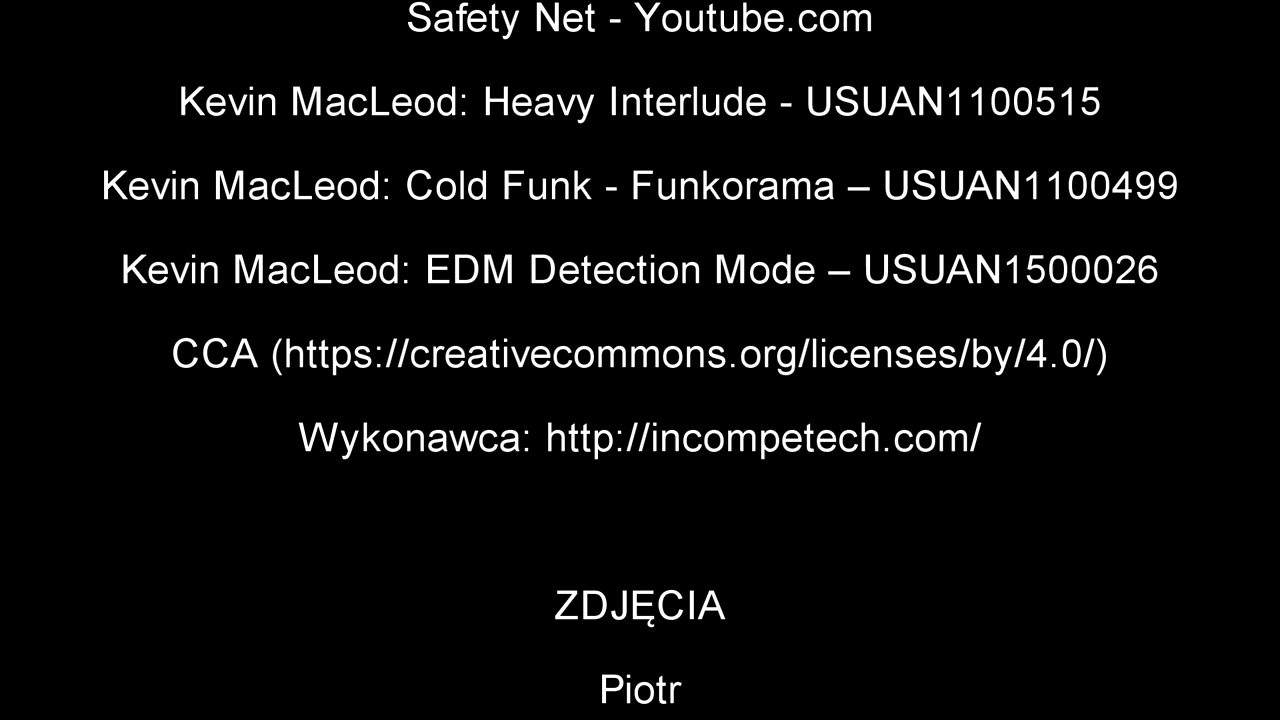 Safety Net - Youtube.com
Kevin MacLeod: Heavy Interlude - USUAN1100515
Kevin MacLeod: Cold Funk - Funkorama – USUAN1100499
Kevin MacLeod: EDM Detection Mode – USUAN1500026
CCA (https://creativecommons.org/licenses/by/4.0/)
Wykonawca: http://incompetech.com/
ZDJĘCIA
Piotr